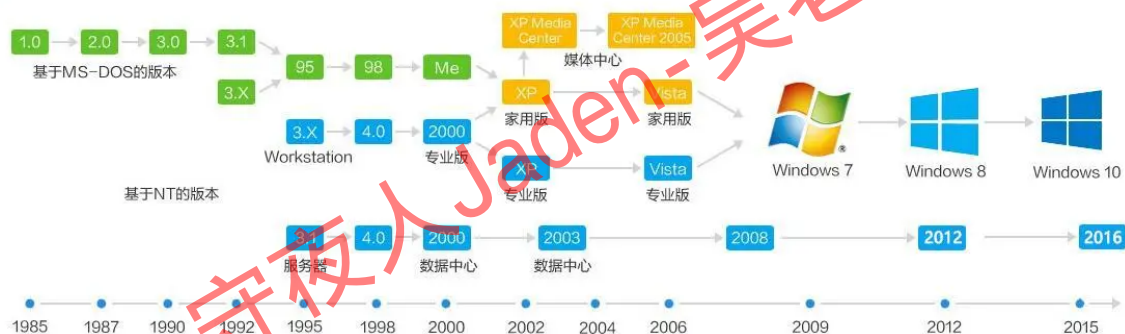 XP Media Center
XP Media Center 2005
媒体中心
1.0
2.0
3.0
3.1
基于MS-DOS的版本
3.X
95
98
Me
XP
家用版
Vista
家用版
3.X
Workstation
4.0
2000
专业版
XP
专业版
Vista
专业版
Windows 7
Windows 8
Windows 10
基于NT的版本
3.1
服务器
4.0
2000
数据中心
2003
数据中心
2008
2012
2016
1985
1987
1990
1992
1995
1998
2000
2002
2004
2006
2009
2012
2015
守夜人Jaden-吴